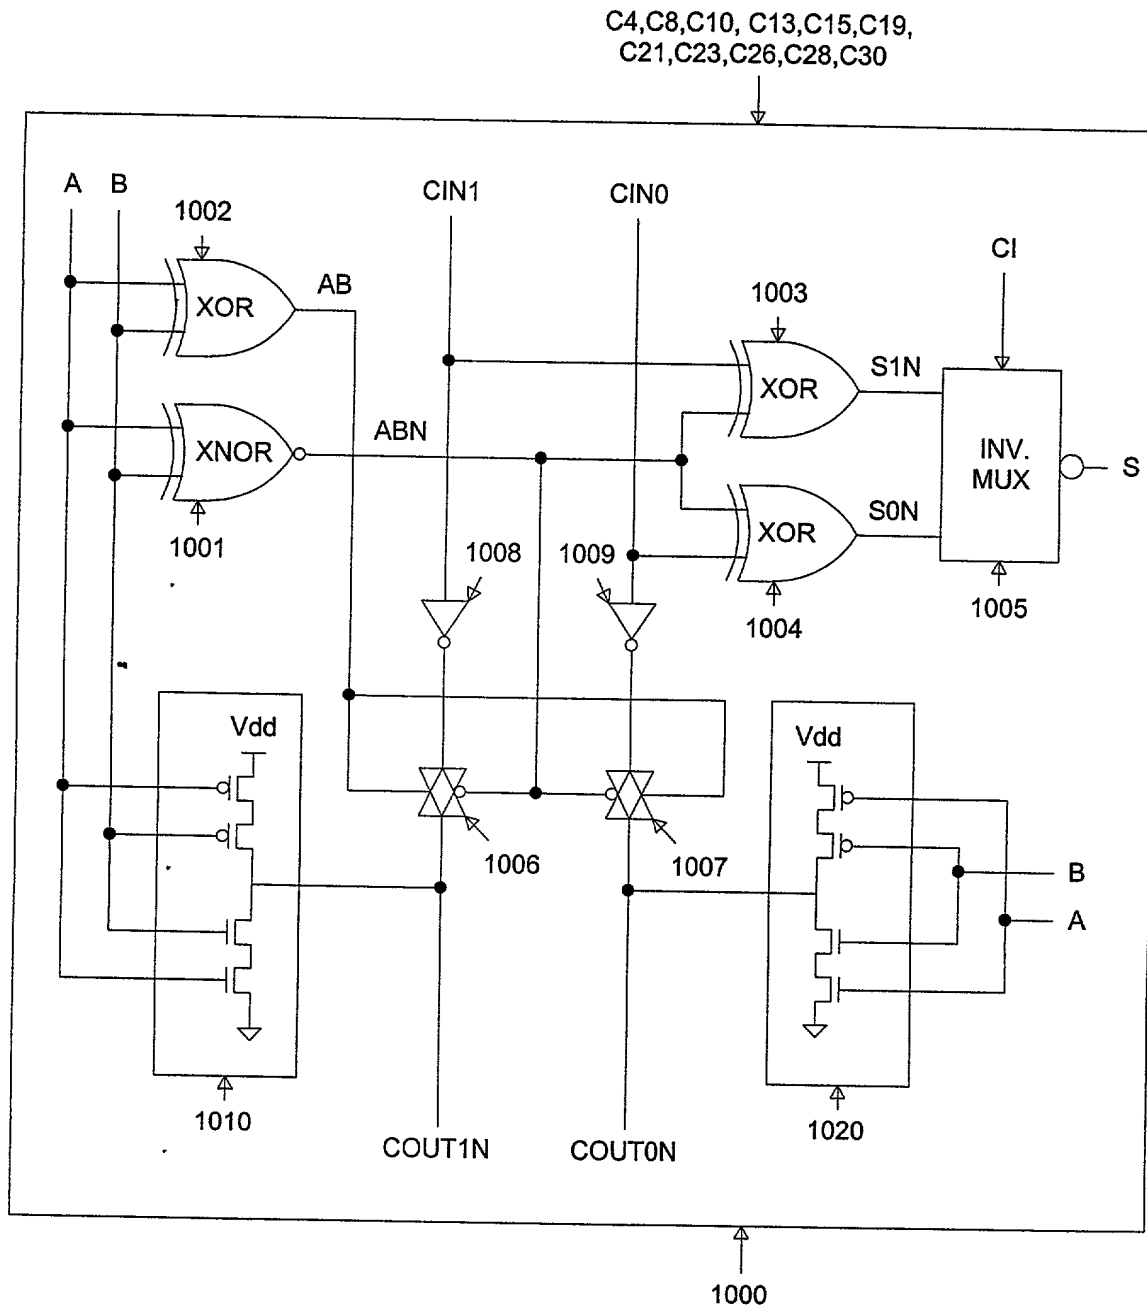 C4,C8,C10, C13,C15,C19,
C21,C23,C26,C28,C30
A B CIN1 CIN0
1002
XOR
AB
CI
1003
XOR
S1N
XNOR
ABN
INV.
MUX
S
1001
XOR
S0N
1008
1009
1004
1005
Vdd
Vdd
1006
1007
B
A
1010
1020
COUT1N
COUT0N
1000